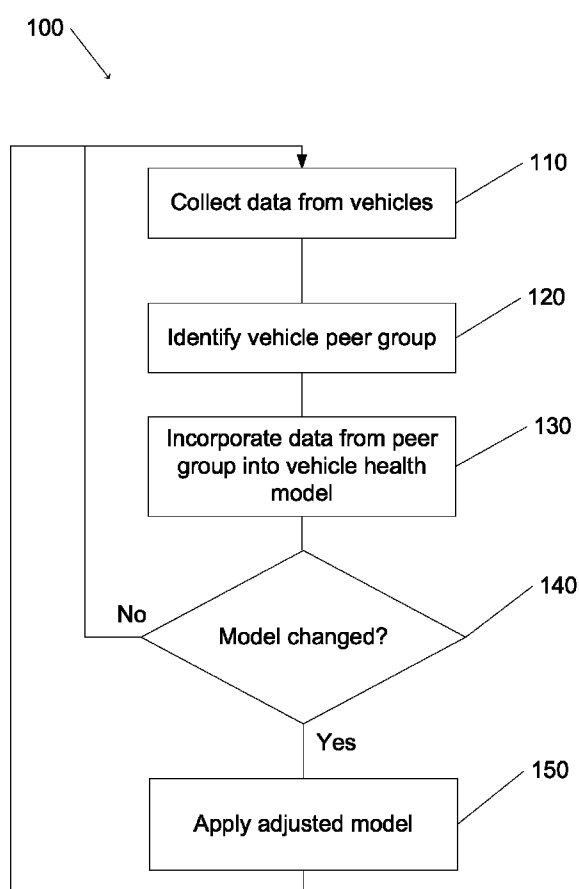 100
110
Collect data from vehicles
120
Identify vehicle peer group
130
Incorporate data from peer
group into vehicle health
model
140
No
Model changed?
Yes
150
Apply adjusted model